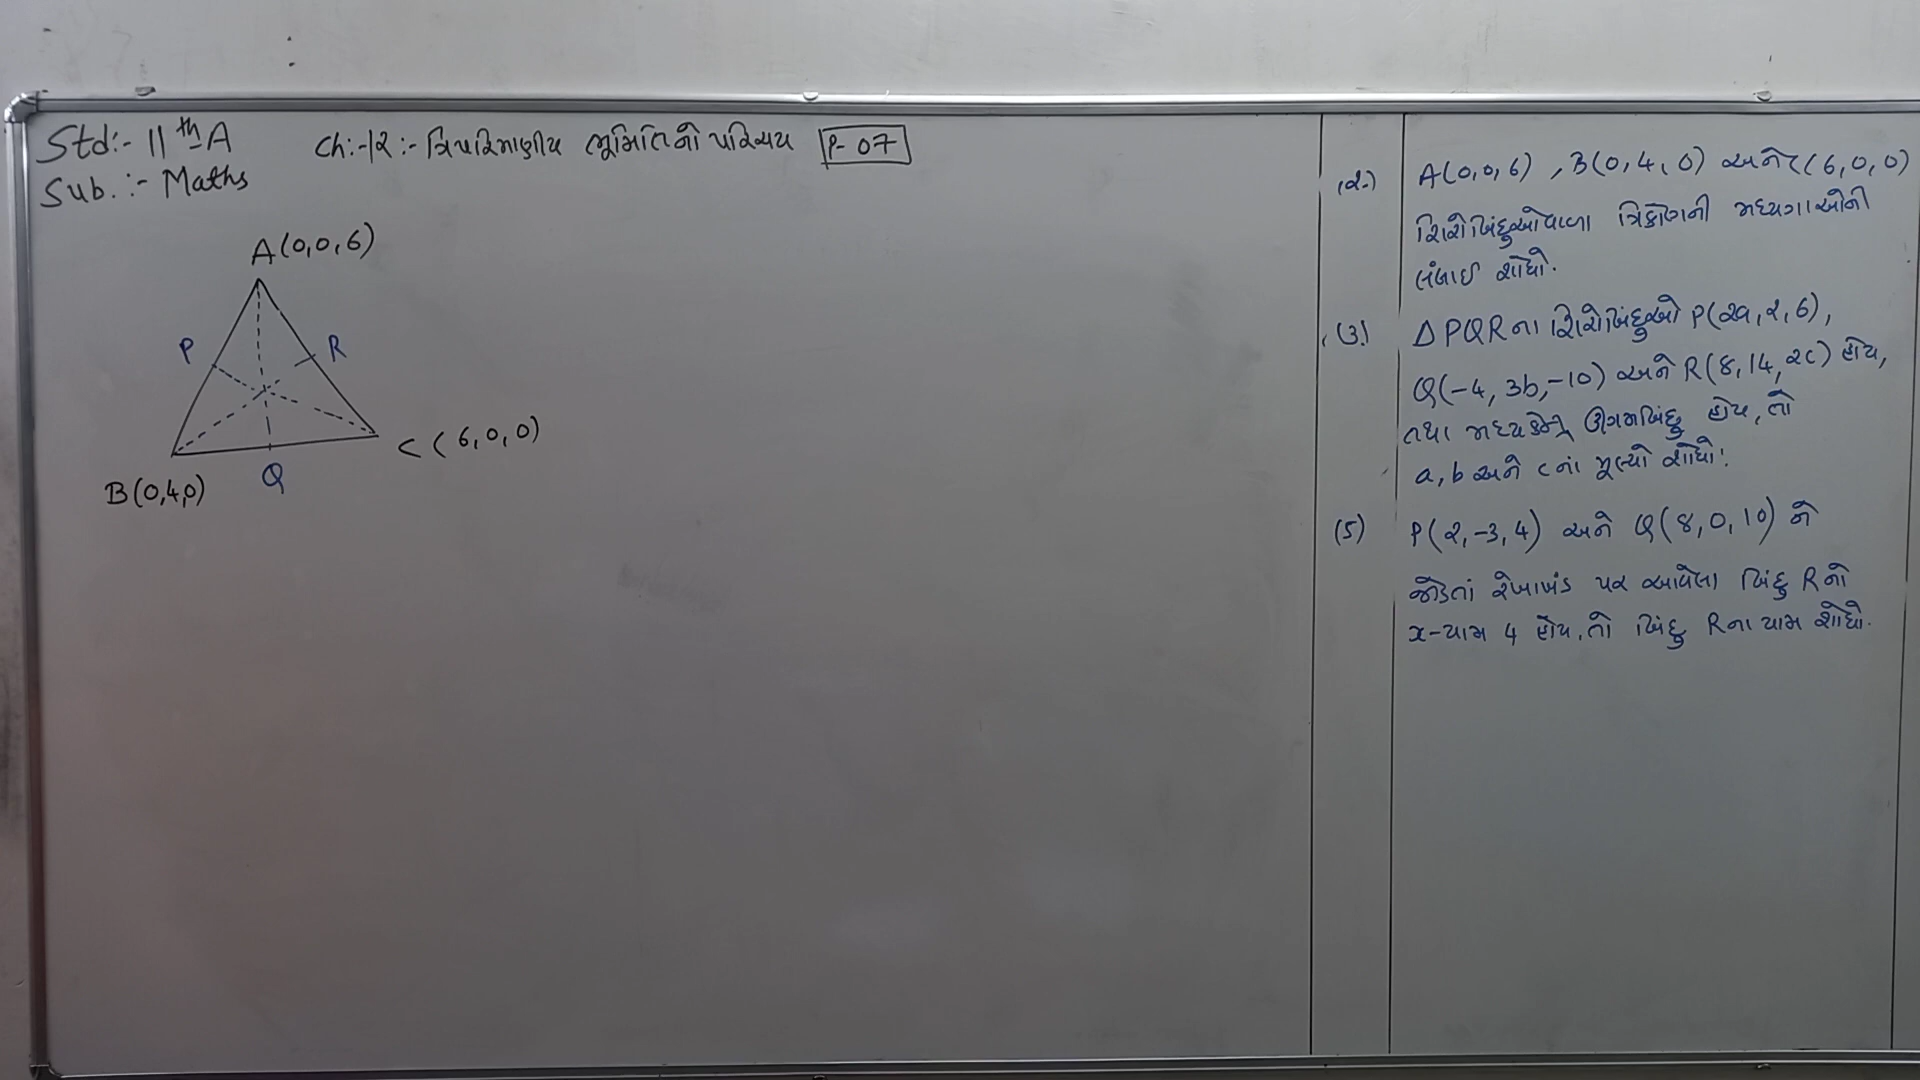 Std:- 11th A
Ch:-12:- ત્રિપરિમાણીય ભૂમિતિનો પરિચય P-07
Sub.:- Maths
A(0,0,6)
P
R
C(6,0,0)
B(0,4,0)
Q
(૨.) A(0,0,6), B(0,4,0) અને C(6,0,0)
શિરોબિંદુઓવાળા ત્રિકોણની મધ્યગાઓની
લંબાઈ શોધો.
(૩.) Δ PQR ના શિરોબિંદુઓ P(2a,2,6),
Q(-4, 3b,-10) અને R(8,14,2c) હોય,
તથા મધ્યકેન્દ્ર ઊગમબિંદુ હોય, તો
a, b અને c નાં મૂલ્યો શોધો.
(5) P(2,-3,4) અને Q(8,0,10) ને
જોડતાં રેખાખંડ પર આવેલા બિંદુ R નો
x-યામ 4 હોય, તો બિંદુ R ના યામ શોધો.